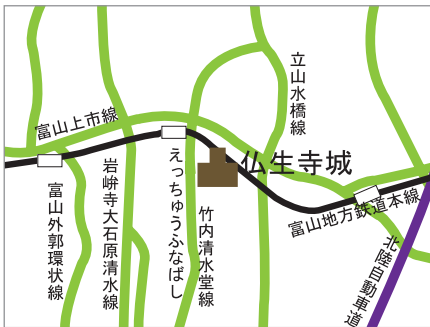 立山水橋線
富山上市線
仏生寺城
岩峅寺大石原清水線
えっちゅうふなばし
富山外郭環状線
竹内清水堂線
富山地方鉄道本線
北陸自動車道